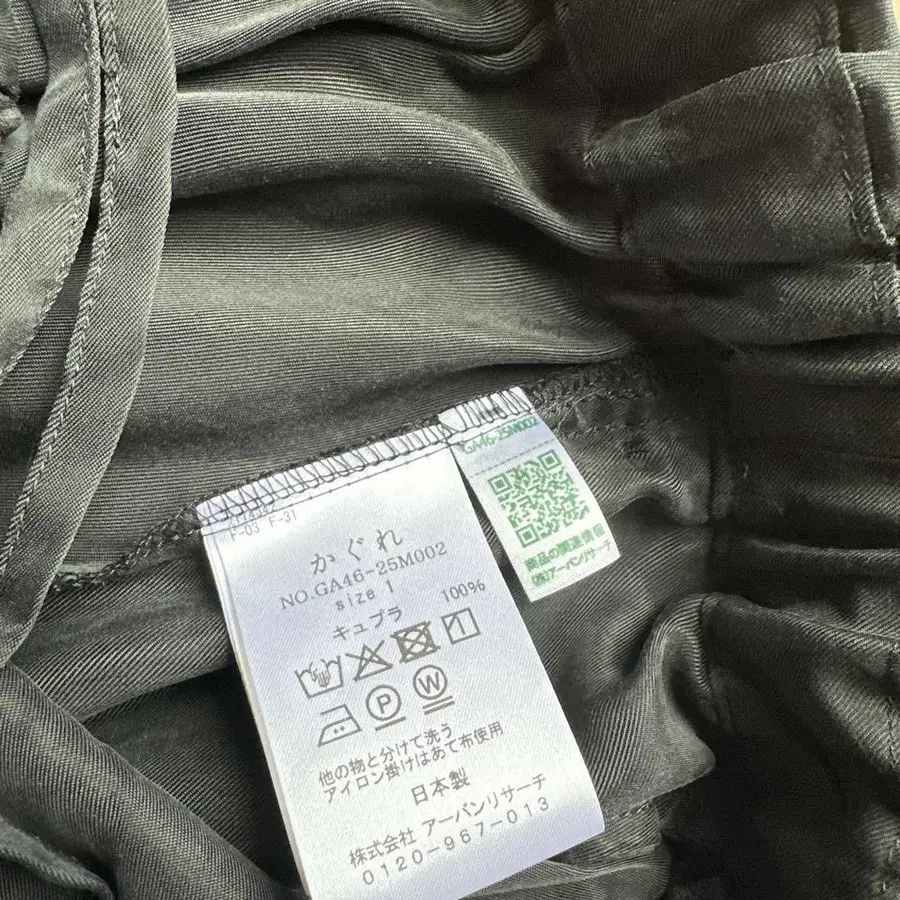 F-03 F-31
かぐれ
NO.GA46-25M002
size 1
キュプラ 100%
P W
他の物と分けて洗う
アイロン掛けはあて布使用
日本製
株式会社 アーバンリサーチ
0120-967-013
GA46-25M002
商品の関連情報
(株)アーバンリサーチ